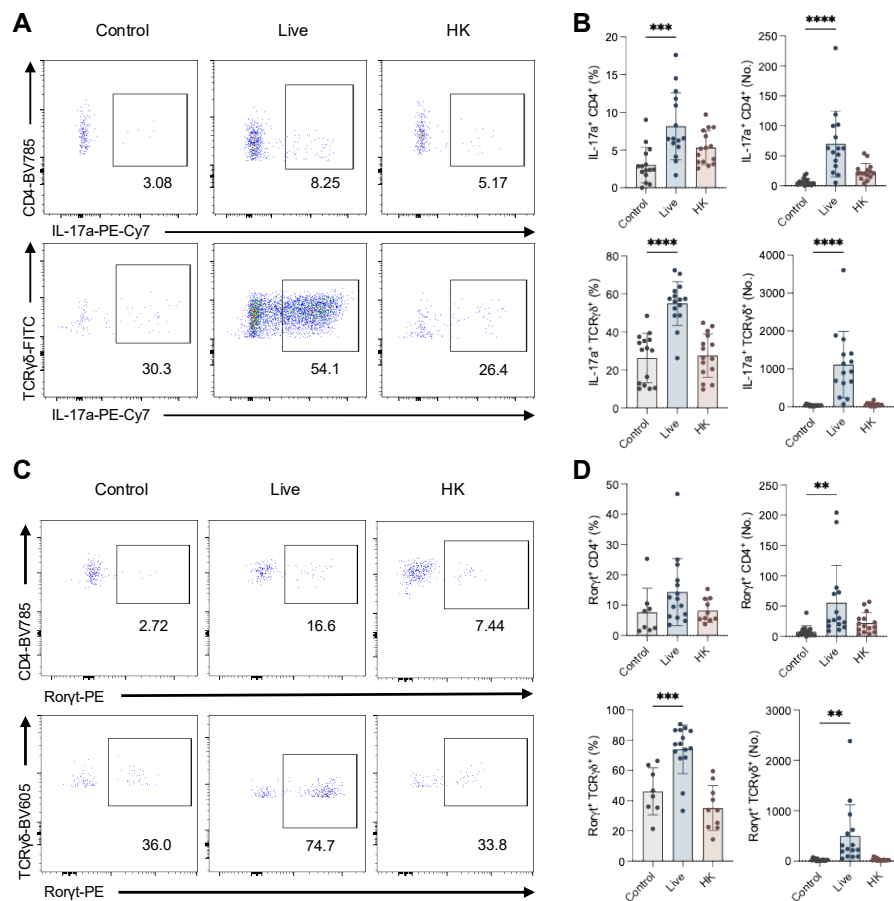 A
Control Live HK
CD4-BV785
3.08 8.25 5.17
IL-17a-PE-Cy7
TCRγδ-FITC
30.3 54.1 26.4
IL-17a-PE-Cy7
B
***
IL-17a⁺ CD4⁺ (%)
20
15
10
5
0
Control Live HK
****
IL-17a⁺ CD4⁺ (No.)
250
200
150
100
50
0
Control Live HK
****
IL-17a⁺ TCRγδ⁺ (%)
80
60
40
20
0
Control Live HK
****
IL-17a⁺ TCRγδ⁺ (No.)
4000
3000
2000
1000
0
Control Live HK
C
Control Live HK
CD4-BV785
2.72 16.6 7.44
Rorγt-PE
TCRγδ-BV605
36.0 74.7 33.8
Rorγt-PE
D
Rorγt⁺ CD4⁺ (%)
50
40
30
20
10
0
Control Live HK
**
Rorγt⁺ CD4⁺ (No.)
250
200
150
100
50
0
Control Live HK
***
Rorγt⁺ TCRγδ⁺ (%)
100
80
60
40
20
0
Control Live HK
**
Rorγt⁺ TCRγδ⁺ (No.)
3000
2000
1000
0
Control Live HK